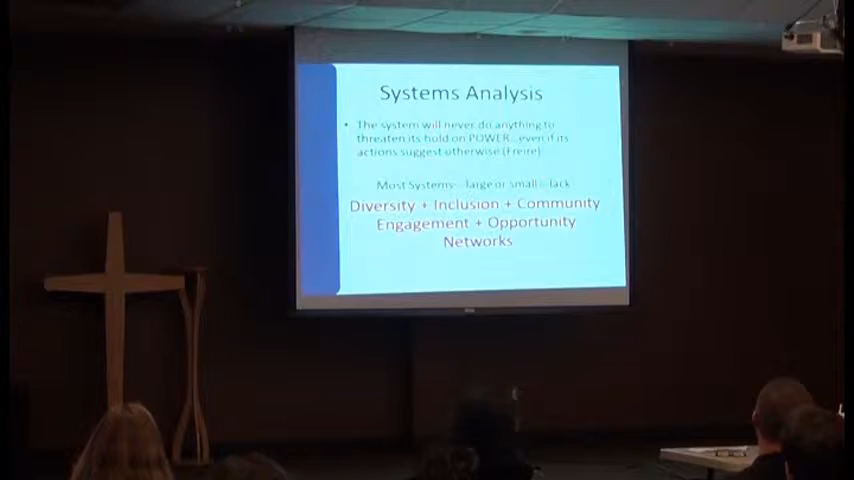 Systems Analysis
• The system will never do anything to
threaten its hold on POWER...even if its
actions suggest otherwise (Freire)
Most Systems - large or small - lack
Diversity + Inclusion + Community
Engagement + Opportunity
Networks